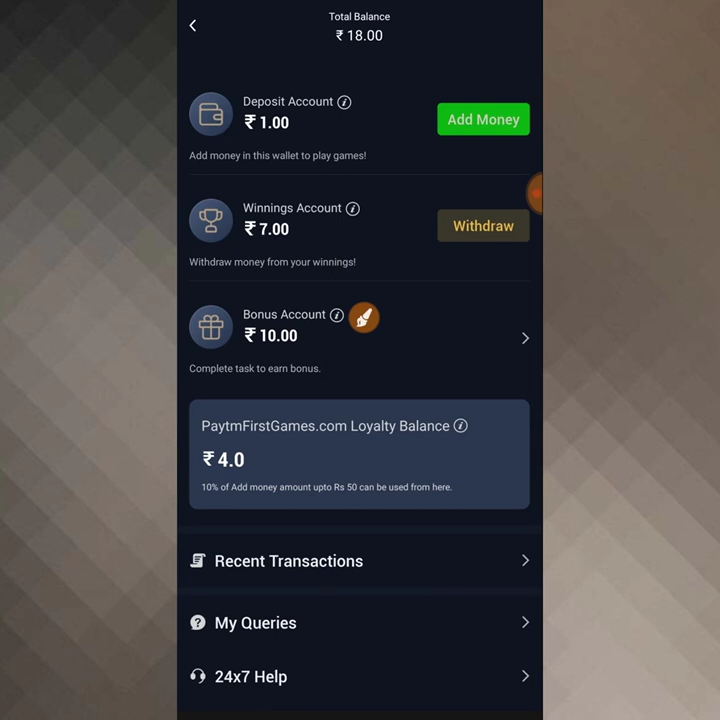 Total Balance
₹ 18.00
Deposit Account
₹ 1.00
Add Money
Add money in this wallet to play games!
Winnings Account
₹ 7.00
Withdraw
Withdraw money from your winnings!
Bonus Account
₹ 10.00
Complete task to earn bonus.
PaytmFirstGames.com Loyalty Balance
₹ 4.0
10% of Add money amount upto Rs 50 can be used from here.
Recent Transactions
My Queries
24x7 Help